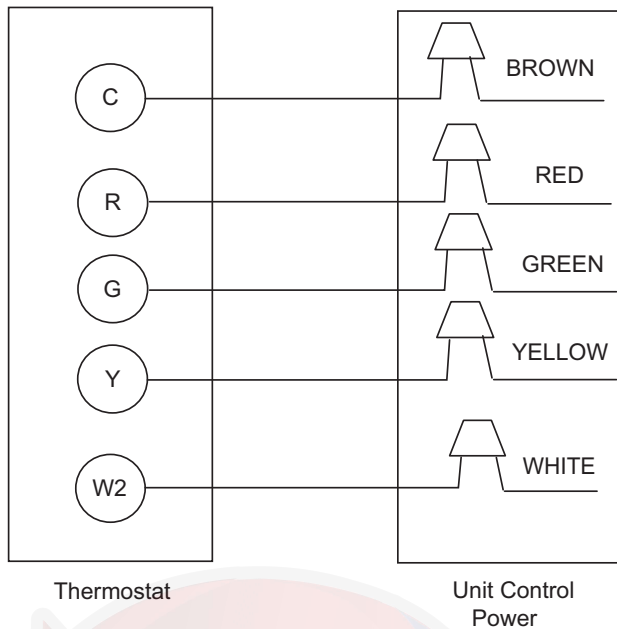 C
BROWN
R
RED
G
GREEN
Y
YELLOW
W2
WHITE
Thermostat
Unit Control
Power